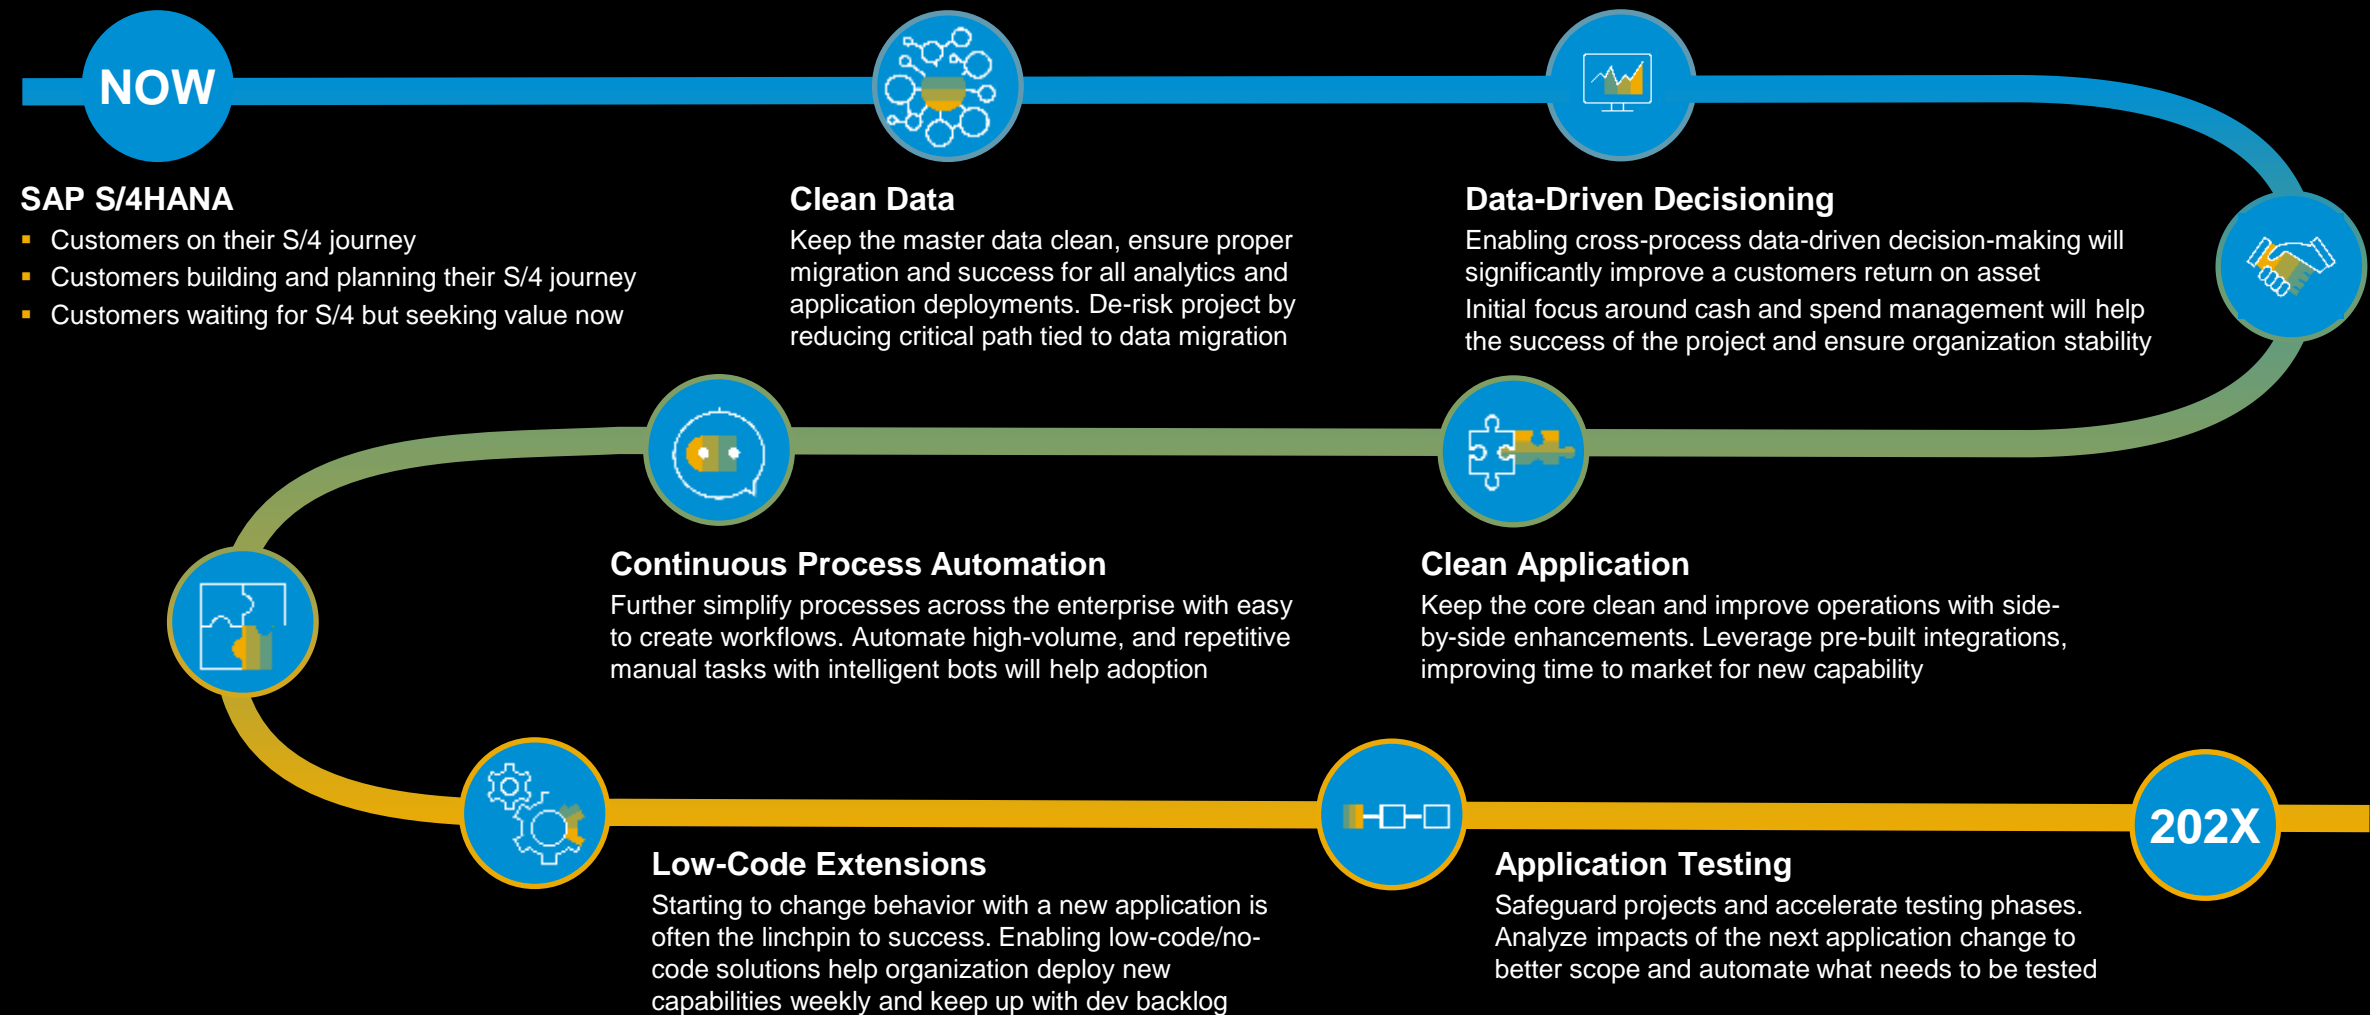 NOW
SAP S/4HANA
▪ Customers on their S/4 journey
▪ Customers building and planning their S/4 journey
▪ Customers waiting for S/4 but seeking value now
Clean Data
Keep the master data clean, ensure proper
migration and success for all analytics and
application deployments. De-risk project by
reducing critical path tied to data migration
Data-Driven Decisioning
Enabling cross-process data-driven decision-making will
significantly improve a customers return on asset
Initial focus around cash and spend management will help
the success of the project and ensure organization stability
Continuous Process Automation
Further simplify processes across the enterprise with easy
to create workflows. Automate high-volume, and repetitive
manual tasks with intelligent bots will help adoption
Clean Application
Keep the core clean and improve operations with side-
by-side enhancements. Leverage pre-built integrations,
improving time to market for new capability
Low-Code Extensions
Starting to change behavior with a new application is
often the linchpin to success. Enabling low-code/no-
code solutions help organization deploy new
capabilities weekly and keep up with dev backlog
Application Testing
Safeguard projects and accelerate testing phases.
Analyze impacts of the next application change to
better scope and automate what needs to be tested
202X